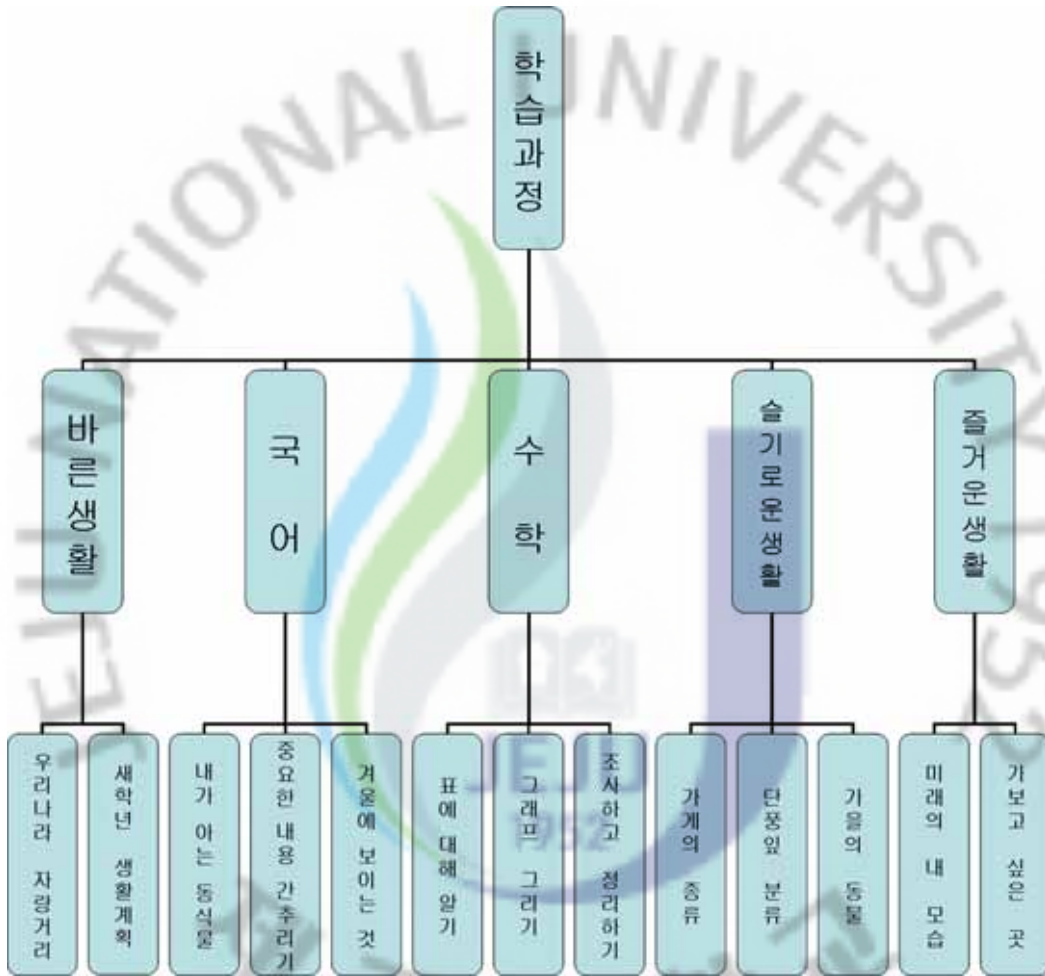 학습과정
바른생활
국어
수학
슬기로운생활
즐거운생활
우리나라 자랑거리
새학년 생활계획
내가 아는 동식물
중요한 내용 간추리기
겨울에 보이는 것
표에 대해 알기
그래프 그리기
조사하고 정리하기
가게의 종류
단풍잎 분류
가을의 동물
미래의 내 모습
가보고 싶은 곳
JEJU NATIONAL UNIVERSITY 1952
JEJU
1952